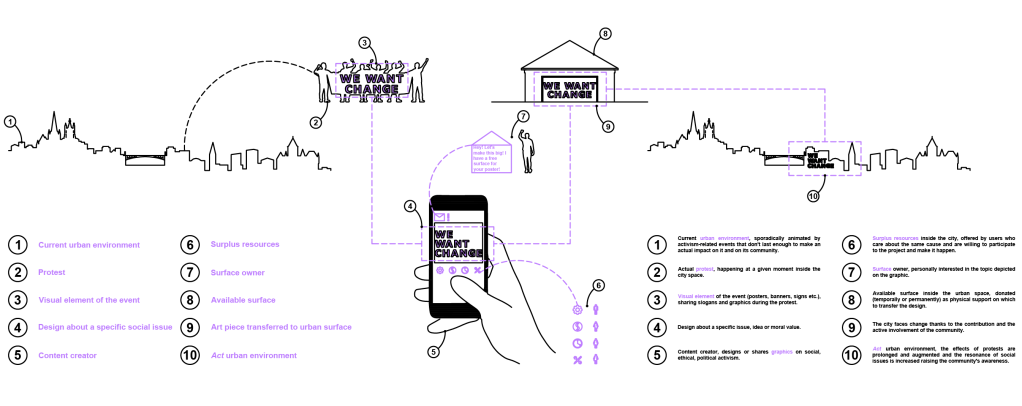 3
8
WE WANT
CHANGE
WE WANT
CHANGE
1
2
7
9
Hey! Let's
make this big! I
have a free
surface for
your poster!
WE
WANT
CHANGE
10
4
!
WE
WANT
CHANGE
6
5
1 Current urban environment
2 Protest
3 Visual element of the event
4 Design about a specific social issue
5 Content creator
6 Surplus resources
7 Surface owner
8 Available surface
9 Art piece transferred to urban surface
10 Act urban environment
1 Current urban environment, sporadically animated by
activism-related events that don't last enough to make an
actual impact on it and on its community.
2 Actual protest, happening at a given moment inside the
city space.
3 Visual element of the event (posters, banners, signs etc.),
sharing slogans and graphics during the protest.
4 Design about a specific issue, idea or moral value.
5 Content creator, designs or shares graphics on social,
ethical, political activism.
6 Surplus resources inside the city, offered by users who
care about the same cause and are willing to participate
to the project and make it happen.
7 Surface owner, personally interested in the topic depicted
on the graphic.
8 Available surface inside the urban space, donated
(temporary or permanently) as physical support on which
to transfer the design.
9 The city faces change thanks to the contribution and the
active involvement of the community.
10 Act urban environment, the effects of protests are
prolonged and augmented and the resonance of social
issues is increased raising the community's awareness.